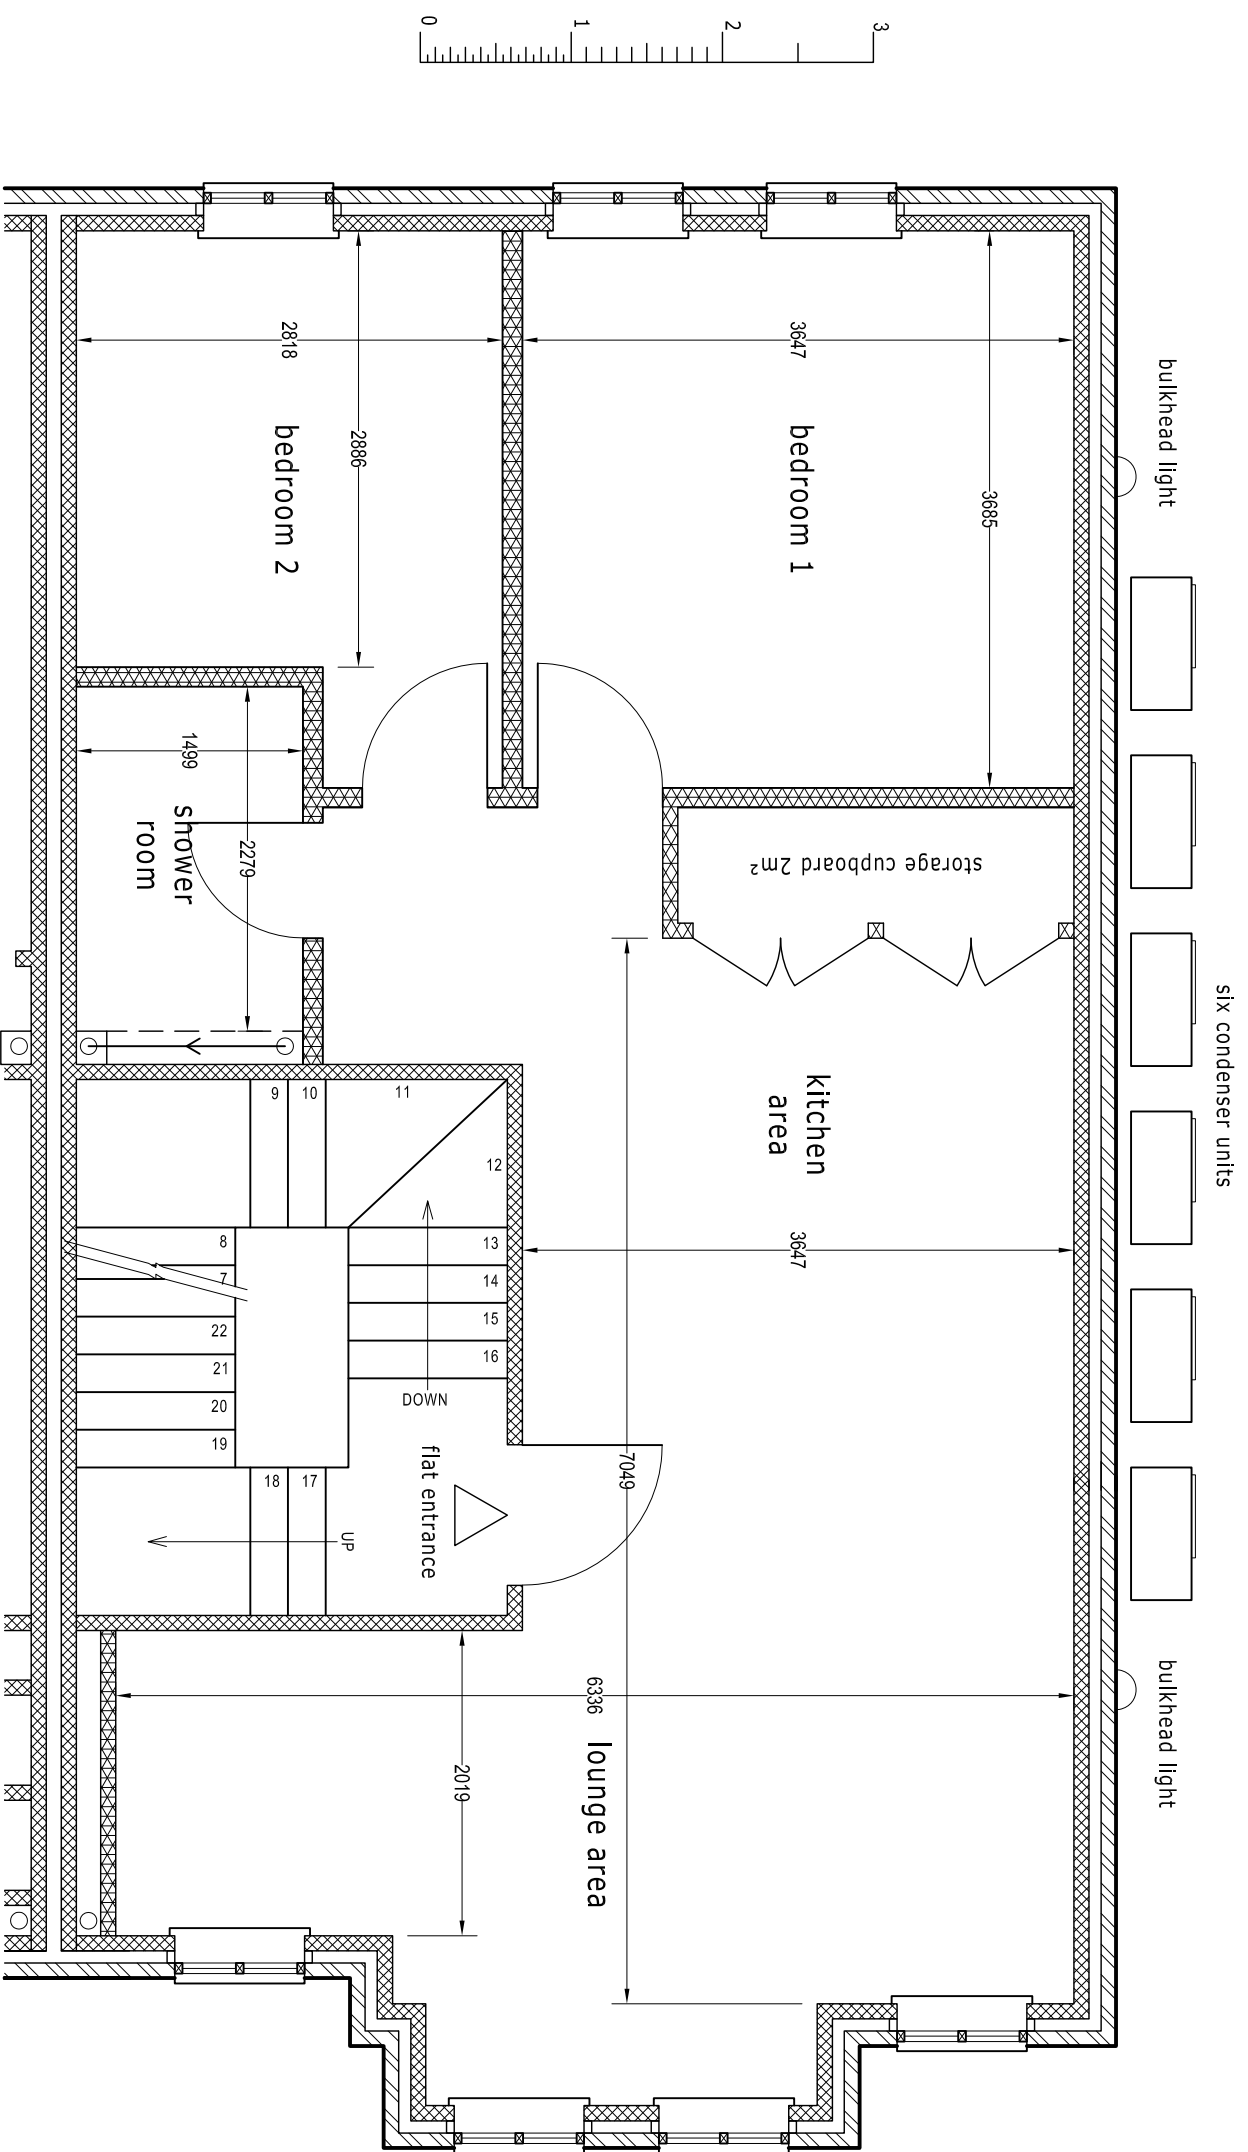 0
1
2
3
bulkhead light
six condenser units
bulkhead light
3647
3685
bedroom 1
2818
2886
bedroom 2
1499
2279
shower
room
storage cupboard 2m²
kitchen
area
3647
7049
9
10
11
12
13
14
15
16
8
7
22
21
20
19
18
17
DOWN
UP
flat entrance
6336
lounge area
2019